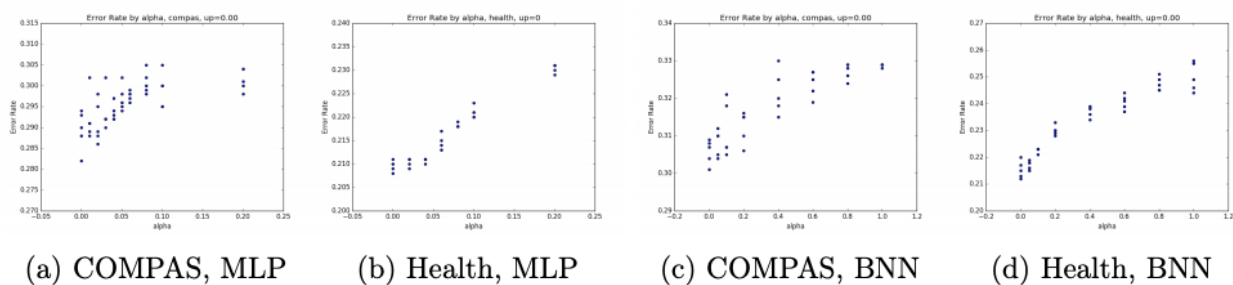 Error Rate by alpha, compas, up=0.00
0.315
0.310
0.305
0.300
0.295
0.290
0.285
0.280
0.275
0.270
Error Rate
−0.05 0.00 0.05 0.10 0.15 0.20 0.25
alpha
Error Rate by alpha, health, up=0
0.240
0.235
0.230
0.225
0.220
0.215
0.210
0.205
0.200
Error Rate
−0.05 0.00 0.05 0.10 0.15 0.20 0.25
alpha
Error Rate by alpha, compas, up=0.00
0.34
0.33
0.32
0.31
0.30
0.29
Error Rate
−0.2 0.0 0.2 0.4 0.6 0.8 1.0 1.2
alpha
Error Rate by alpha, health, up=0.00
0.27
0.26
0.25
0.24
0.23
0.22
0.21
0.20
Error Rate
−0.2 0.0 0.2 0.4 0.6 0.8 1.0 1.2
alpha
(a) COMPAS, MLP (b) Health, MLP (c) COMPAS, BNN (d) Health, BNN